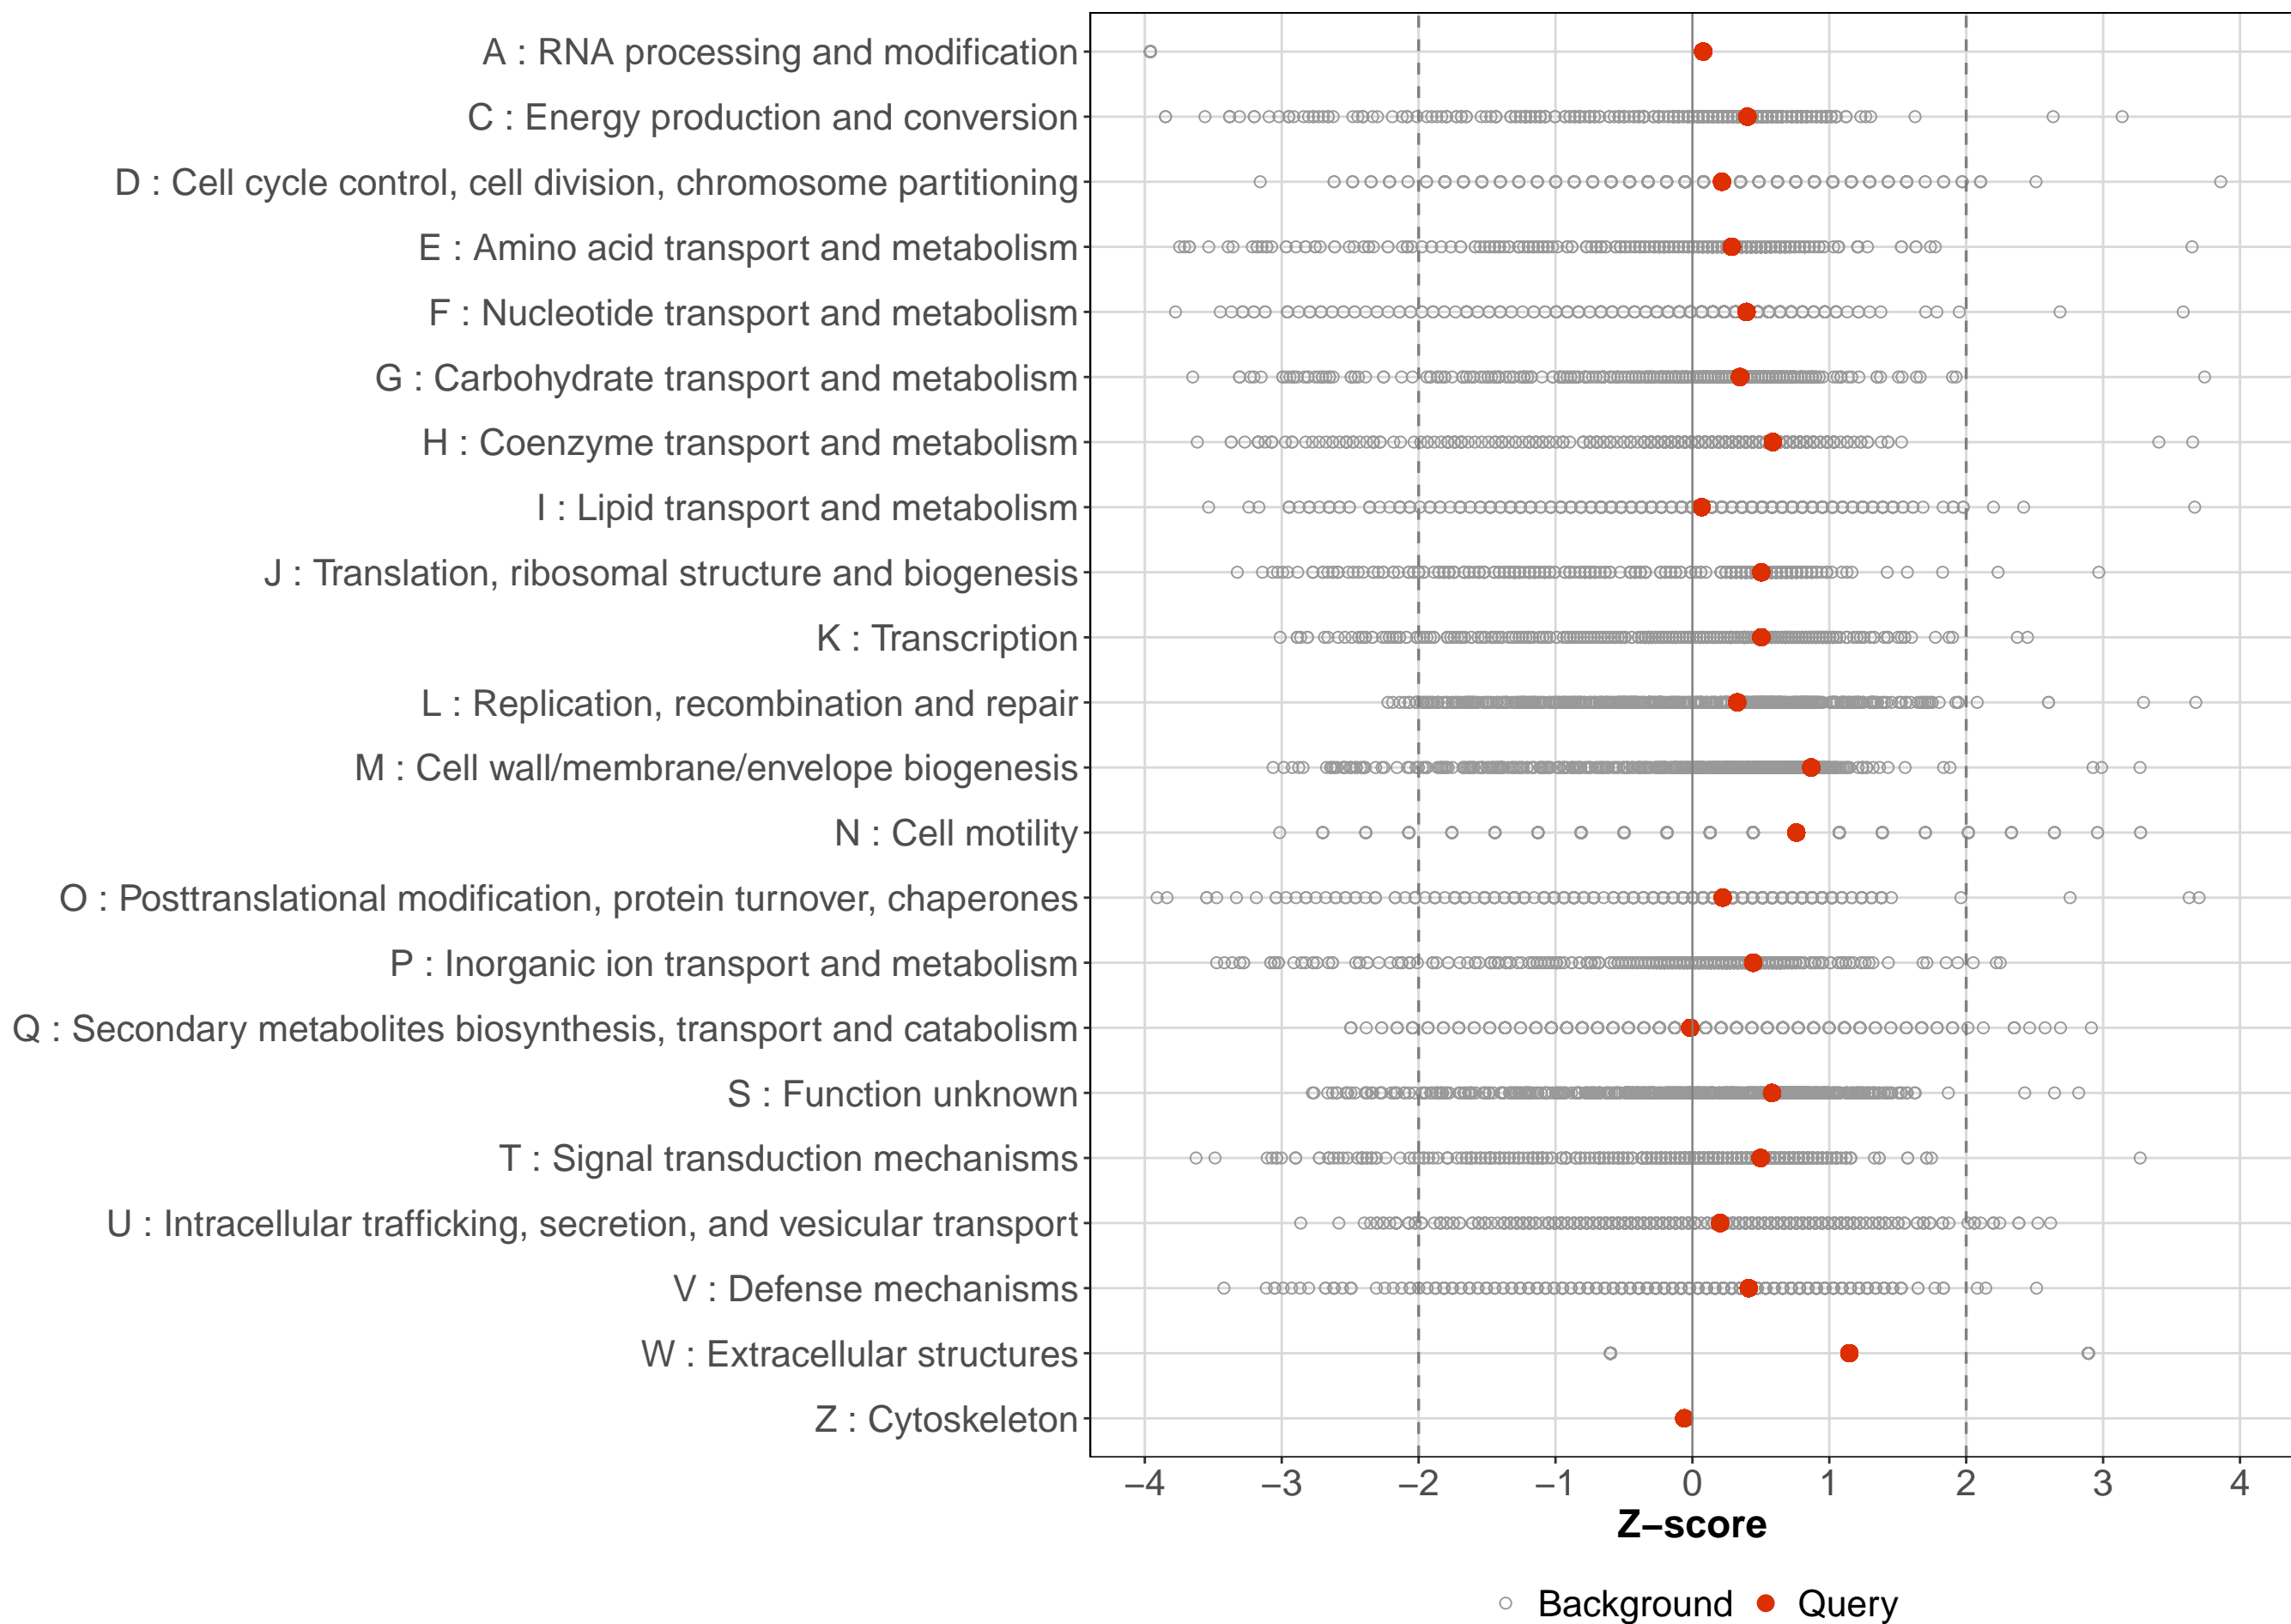 A : RNA processing and modification
C : Energy production and conversion
D : Cell cycle control, cell division, chromosome partitioning
E : Amino acid transport and metabolism
F : Nucleotide transport and metabolism
G : Carbohydrate transport and metabolism
H : Coenzyme transport and metabolism
I : Lipid transport and metabolism
J : Translation, ribosomal structure and biogenesis
K : Transcription
L : Replication, recombination and repair
M : Cell wall/membrane/envelope biogenesis
N : Cell motility
O : Posttranslational modification, protein turnover, chaperones
P : Inorganic ion transport and metabolism
Q : Secondary metabolites biosynthesis, transport and catabolism
S : Function unknown
T : Signal transduction mechanisms
U : Intracellular trafficking, secretion, and vesicular transport
V : Defense mechanisms
W : Extracellular structures
Z : Cytoskeleton
−4 −3 −2 −1 0 1 2 3 4
Z−score
Background Query